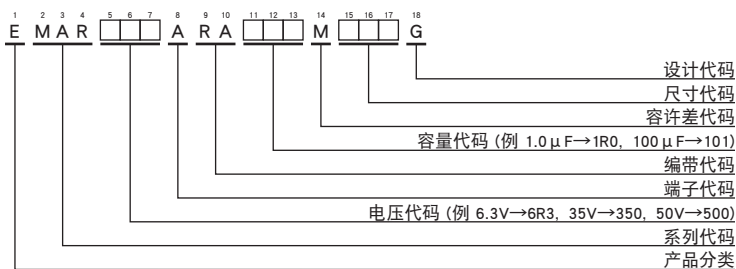 1 2 3 4 5 6 7 8 9 10 11 12 13 14 15 16 17 18
E MAR □□□ A RA □□□ M □□□ G
设计代码
尺寸代码
容许差代码
容量代码 (例 1.0μF→1R0, 100μF→101)
编带代码
端子代码
电压代码 (例 6.3V→6R3, 35V→350, 50V→500)
系列代码
产品分类